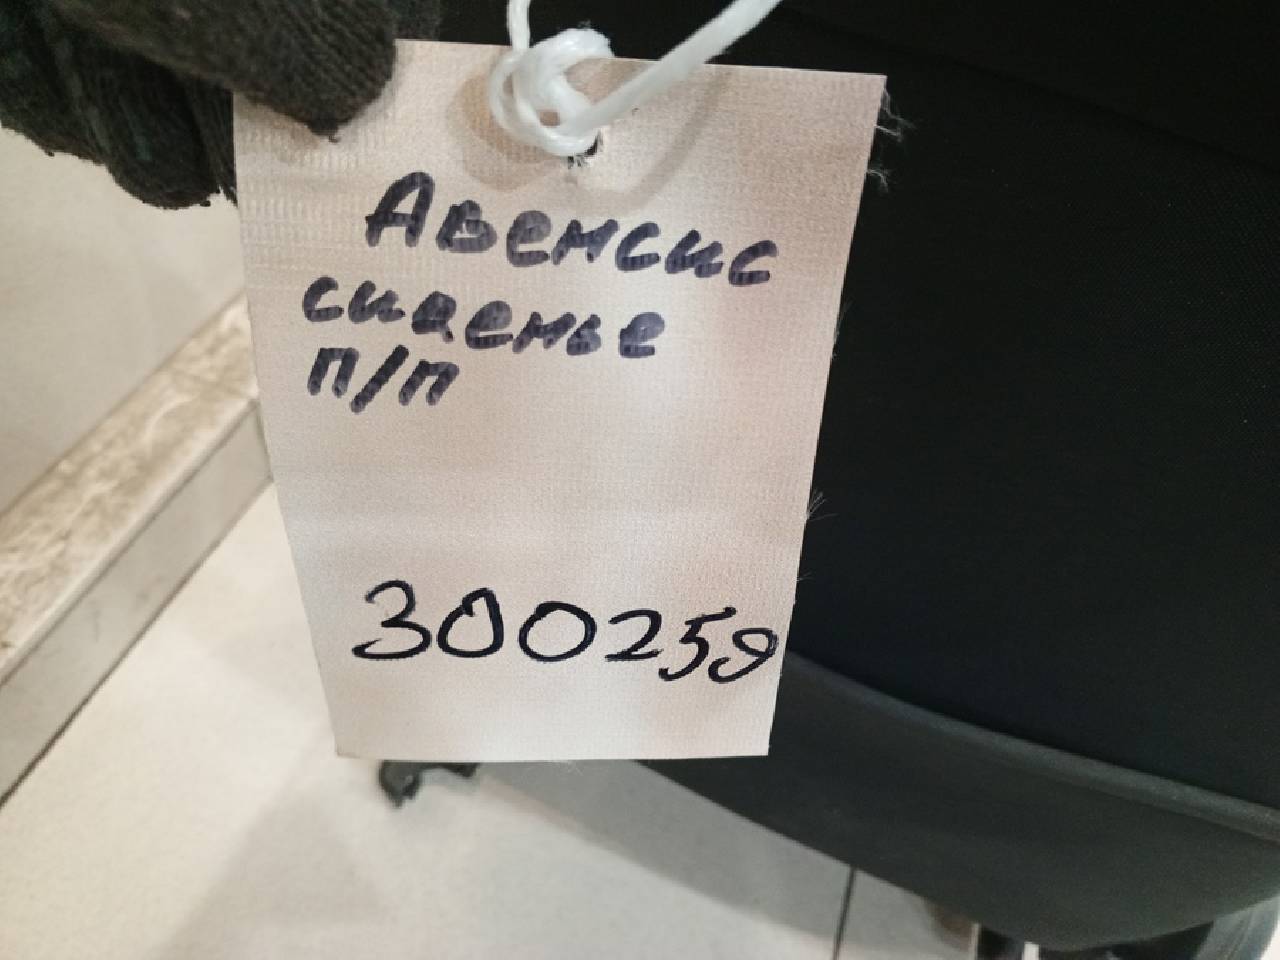 Авенсис
сиденье
п/п
300259